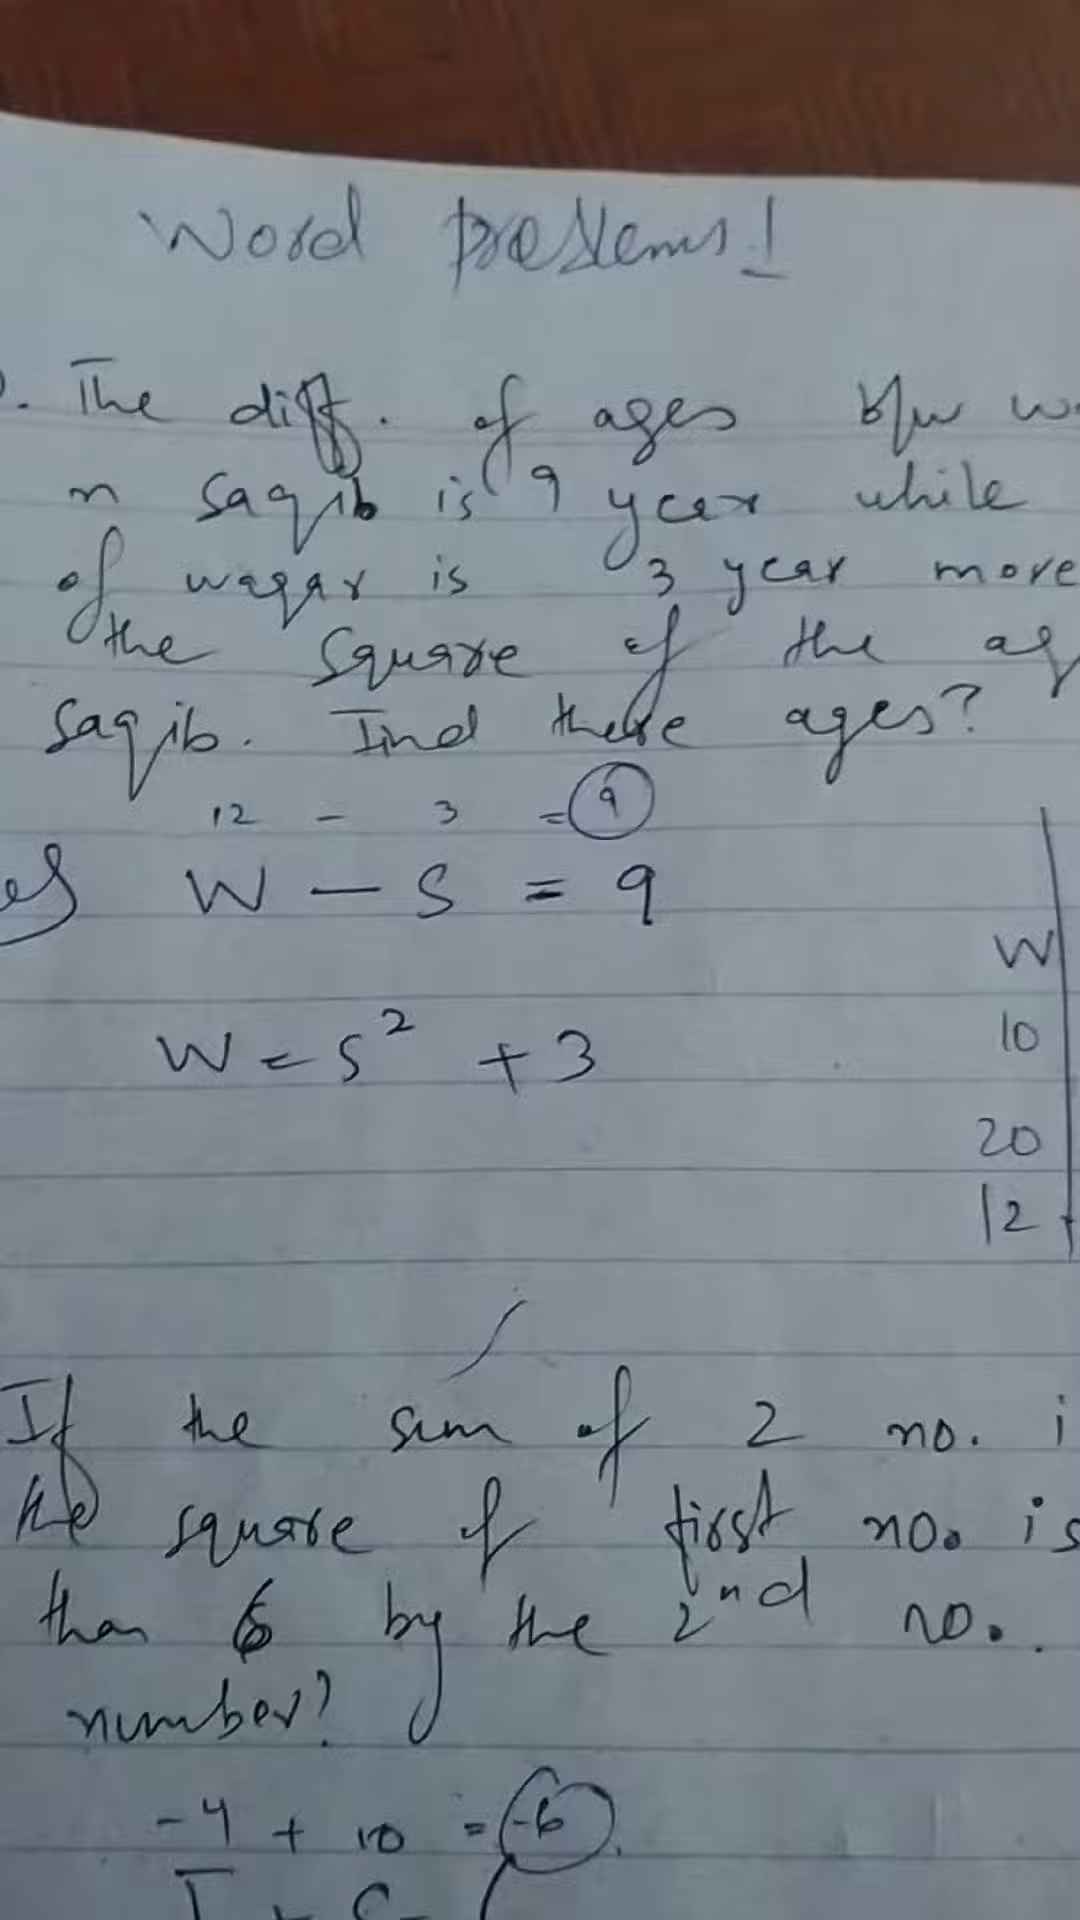 Word Problems!
. The diff. of ages b/w
n Saqib is 9 year while
of waqar is 3 year more
the square of the
Saqib. Find there ages?
12 - 3 = 9
W - S = 9
W = S² + 3
W
10
20
12
If the sum of 2 no.
the square of first no. is
than 6 by the 2nd no.
number?
-4 + 10 = -6